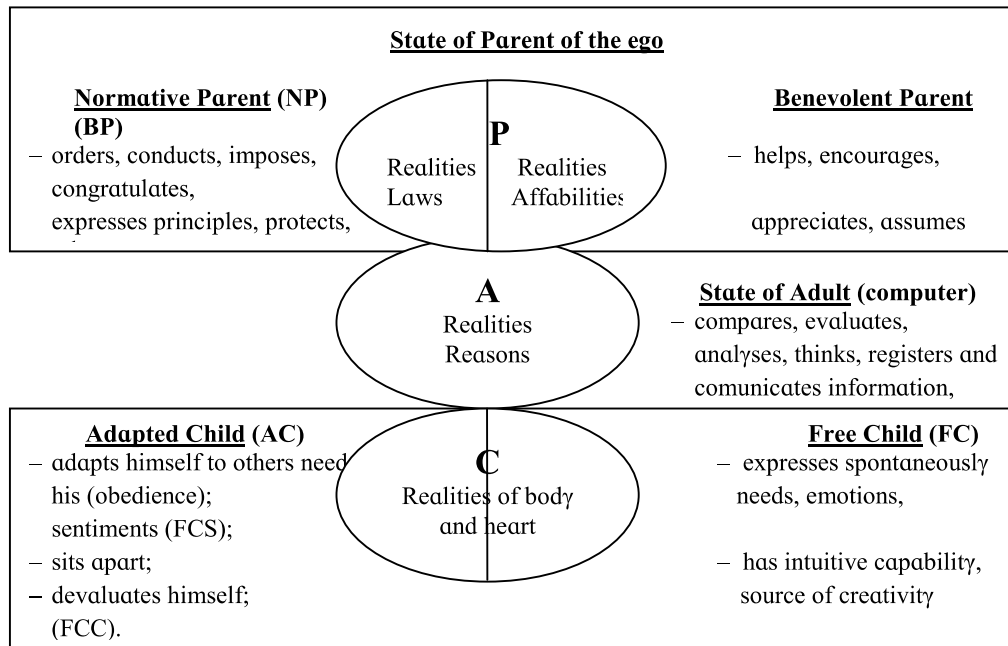 State of Parent of the ego
Normative Parent (NP)
(BP)
– orders, conducts, imposes,
congratulates,
expresses principles, protects,
P
Realities
Laws
Realities
Affabilities
Benevolent Parent
– helps, encourages,
appreciates, assumes
A
Realities
Reasons
State of Adult (computer)
– compares, evaluates,
analyses, thinks, registers and
comunicates information,
Adapted Child (AC)
– adapts himself to others need
his (obedience);
sentiments (FCS);
– sits apart;
– devaluates himself;
(FCC).
C
Realities of body
and heart
Free Child (FC)
– expresses spontaneously
needs, emotions,
– has intuitive capability,
source of creativity